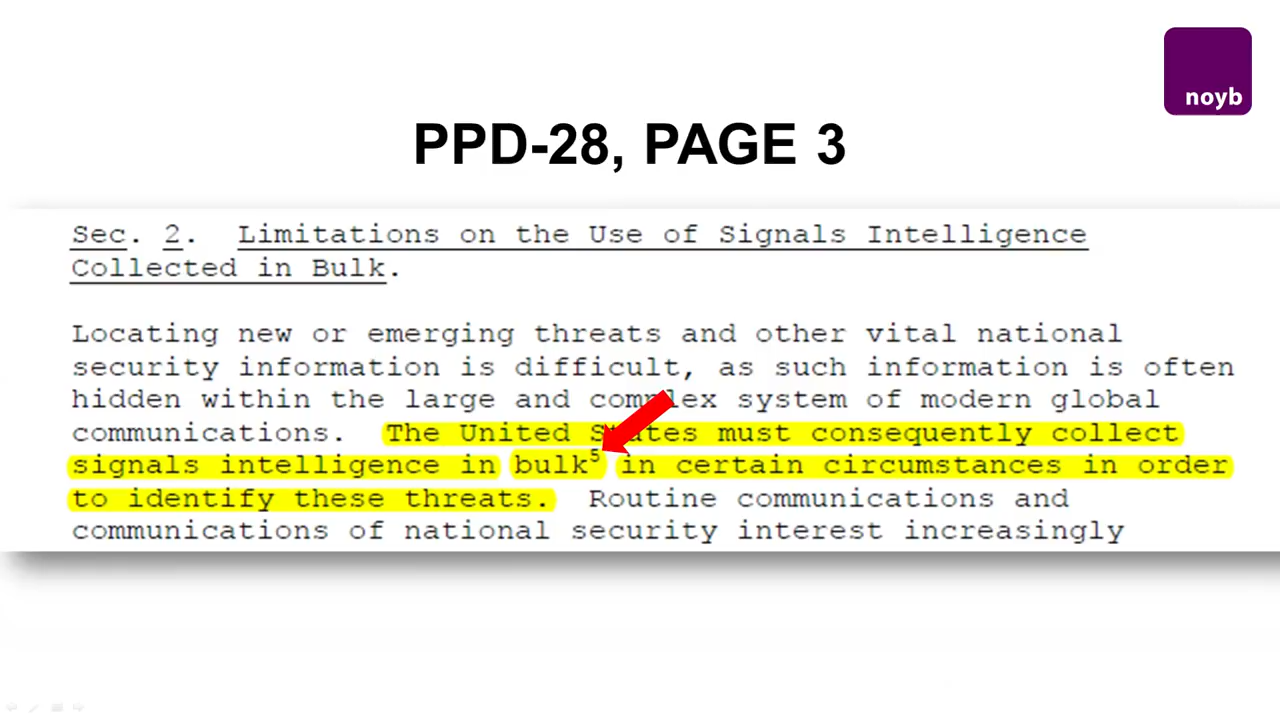 noyb
PPD-28, PAGE 3
Sec. 2. Limitations on the Use of Signals Intelligence
Collected in Bulk.
Locating new or emerging threats and other vital national
security information is difficult, as such information is often
hidden within the large and complex system of modern global
communications. The United States must consequently collect
signals intelligence in bulk⁵ in certain circumstances in order
to identify these threats. Routine communications and
communications of national security interest increasingly